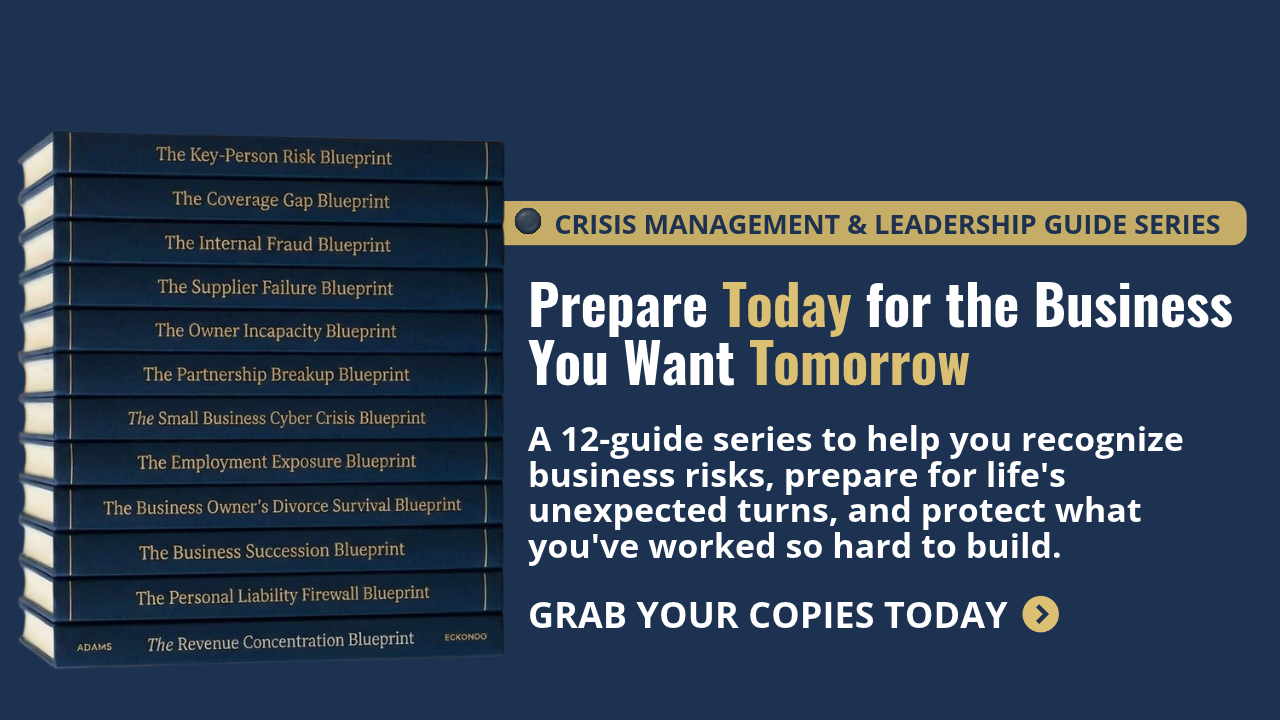 The Key-Person Risk Blueprint
The Coverage Gap Blueprint
The Internal Fraud Blueprint
The Supplier Failure Blueprint
The Owner Incapacity Blueprint
The Partnership Breakup Blueprint
The Small Business Cyber Crisis Blueprint
The Employment Exposure Blueprint
The Business Owner's Divorce Survival Blueprint
The Business Succession Blueprint
The Personal Liability Firewall Blueprint
ADAMS The Revenue Concentration Blueprint ECKONDO
CRISIS MANAGEMENT & LEADERSHIP GUIDE SERIES
Prepare Today for the Business
You Want Tomorrow
A 12-guide series to help you recognize
business risks, prepare for life's
unexpected turns, and protect what
you've worked so hard to build.
GRAB YOUR COPIES TODAY